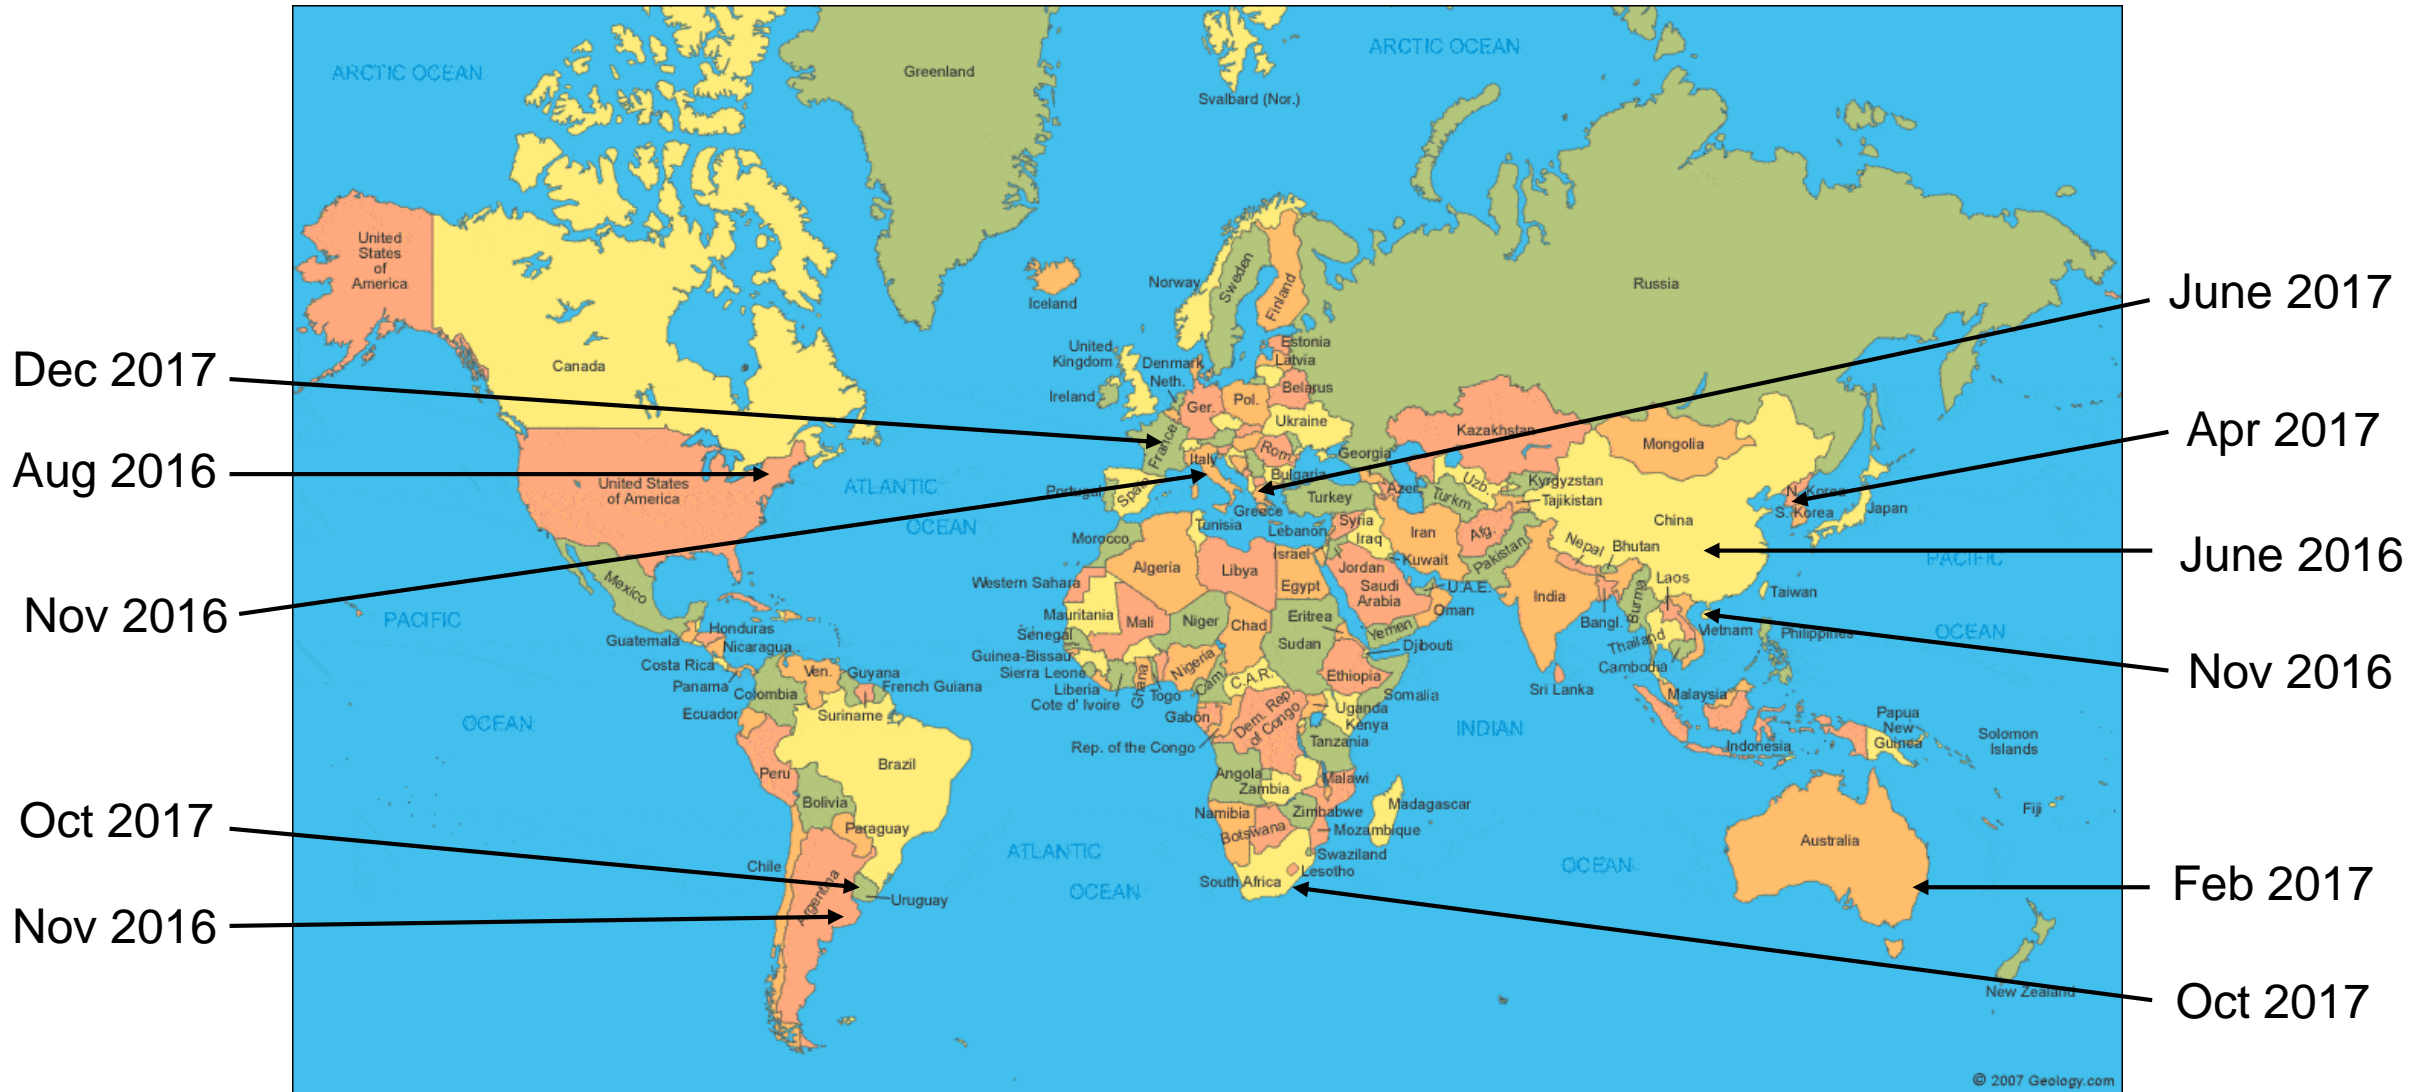 ARCTIC OCEAN
ARCTIC OCEAN
Greenland
Svalbard (Nor.)
United
States
of
America
Russia
Norway
Sweden
Finland
Iceland
June 2017
Dec 2017
Canada
United
Kingdom
Ireland
Denmark
Neth.
Estonia
Latvia
Belarus
Ger.
Pol.
Ukraine
France
Kazakhstan
Mongolia
Apr 2017
Aug 2016
United States
of America
ATLANTIC
OCEAN
Portugal
Spain
Italy
Rom.
Bulgaria
Georgia
Greece
Turkey
Azer.
Uzb.
Turkm.
Kyrgyzstan
Tajikistan
N. Korea
S. Korea
Japan
China
June 2016
Morocco
Tunisia
Lebanon
Syria
Iraq
Iran
Afg.
Pakistan
Nepal
Bhutan
Israel
Jordan
Kuwait
PACIFIC
OCEAN
Western Sahara
Algeria
Libya
Egypt
Saudi
Arabia
U.A.E.
Oman
India
Bangl.
Burma
Laos
Taiwan
Nov 2016
Mexico
PACIFIC
OCEAN
Mauritania
Mali
Niger
Chad
Sudan
Eritrea
Yemen
Djibouti
Thailand
Vietnam
Philippines
Cambodia
Nov 2016
Guatemala
Honduras
Nicaragua
Costa Rica
Panama
Ven.
Guyana
French Guiana
Suriname
Colombia
Ecuador
Senegal
Guinea-Bissau
Sierra Leone
Liberia
Cote d' Ivoire
Ghana
Togo
Nigeria
Cam.
C.A.R.
Ethiopia
Somalia
Sri Lanka
Malaysia
Gabon
Rep. of the Congo
Dem. Rep.
of Congo
Uganda
Kenya
Tanzania
INDIAN
OCEAN
Indonesia
Papua
New
Guinea
Solomon
Islands
Peru
Brazil
Bolivia
Angola
Zambia
Malawi
Madagascar
Fiji
Oct 2017
Paraguay
Namibia
Botswana
Zimbabwe
Mozambique
Australia
Chile
Argentina
Uruguay
ATLANTIC
OCEAN
South Africa
Swaziland
Lesotho
Feb 2017
Nov 2016
New Zealand
Oct 2017
© 2007 Geology.com